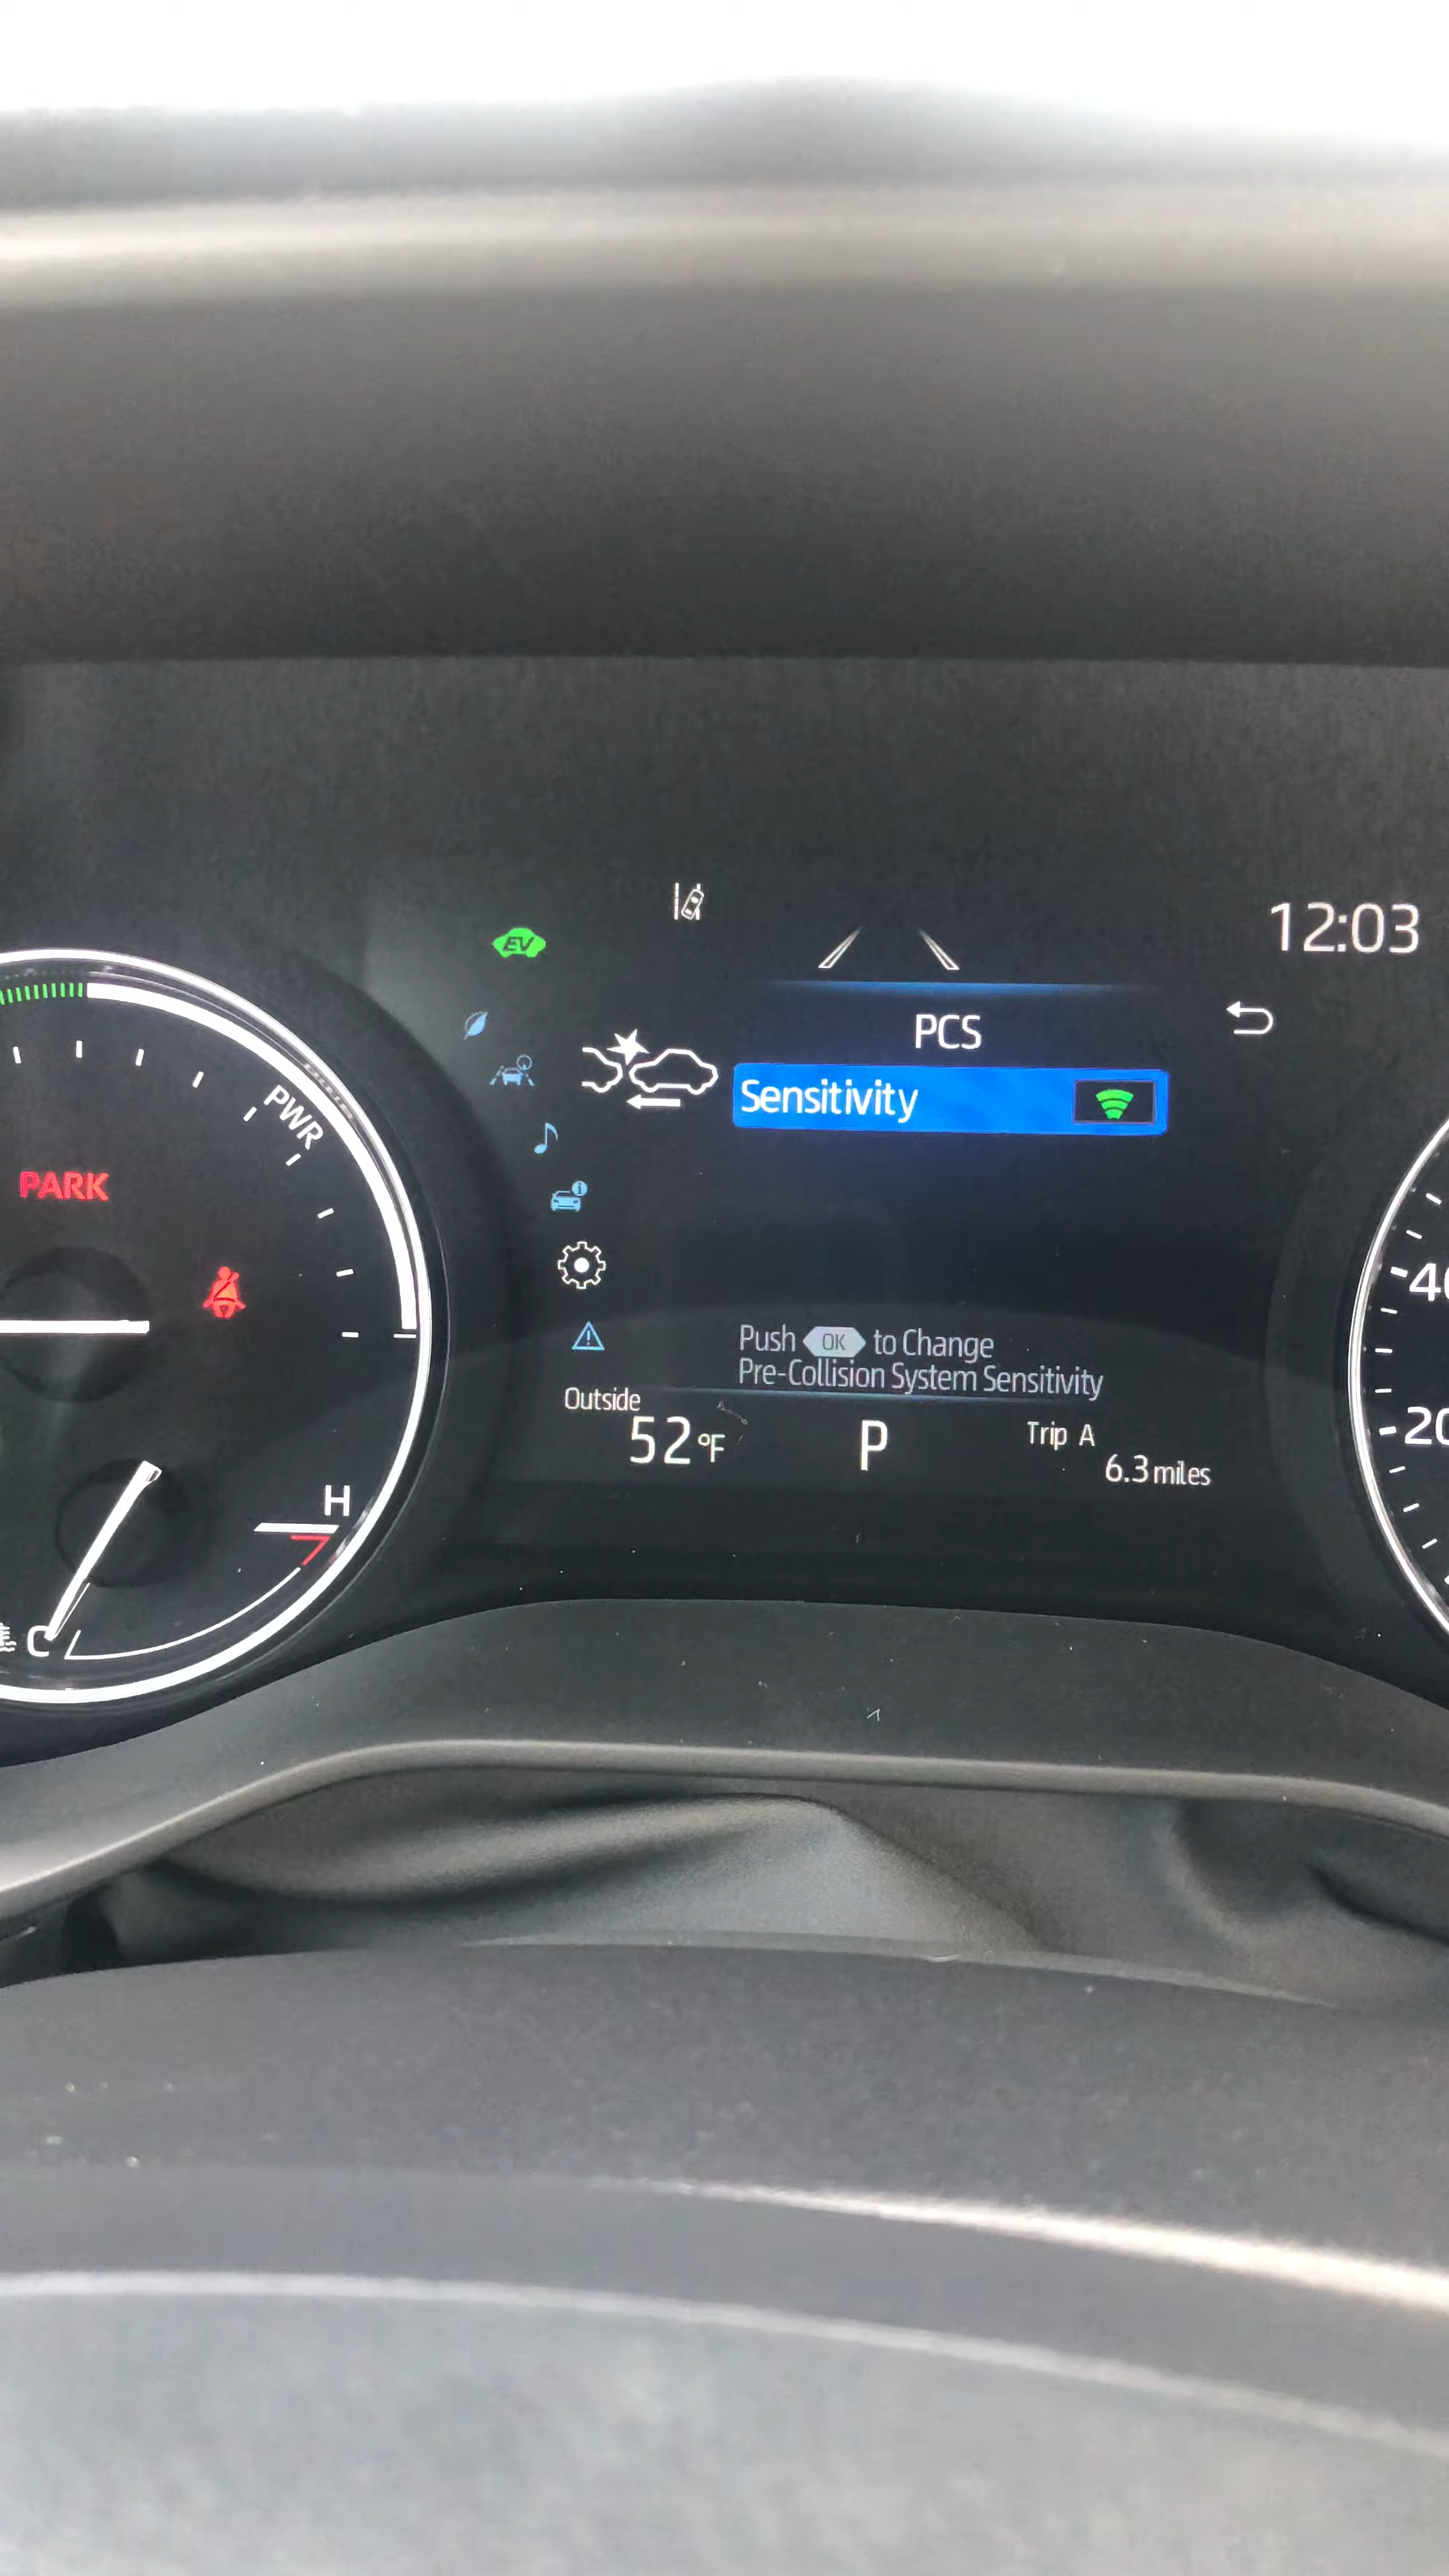 12:03
EV
PCS
Sensitivity
PWR
PARK
Push OK to Change
Pre-Collision System Sensitivity
40
20
Outside
52°F
P
Trip A
6.3 miles
H
C